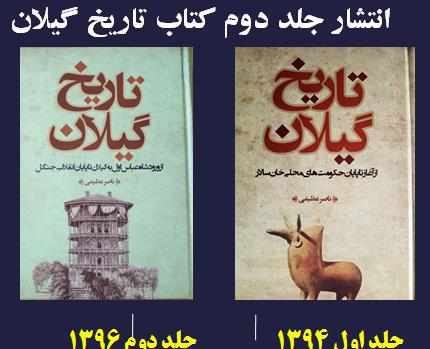 انتشار جلد دوم کتاب تاریخ گیلان
تاریخ
گیلان
از آغاز تا پایان حکومت های محلی خان سالار
ناصر عظیمی
جلد اول ۱۳۹۴
تاریخ
گیلان
از ورود شاه عباس اول به گیلان تا پایان انقلاب جنگل
ناصر عظیمی
جلد دوم ۱۳۹۶